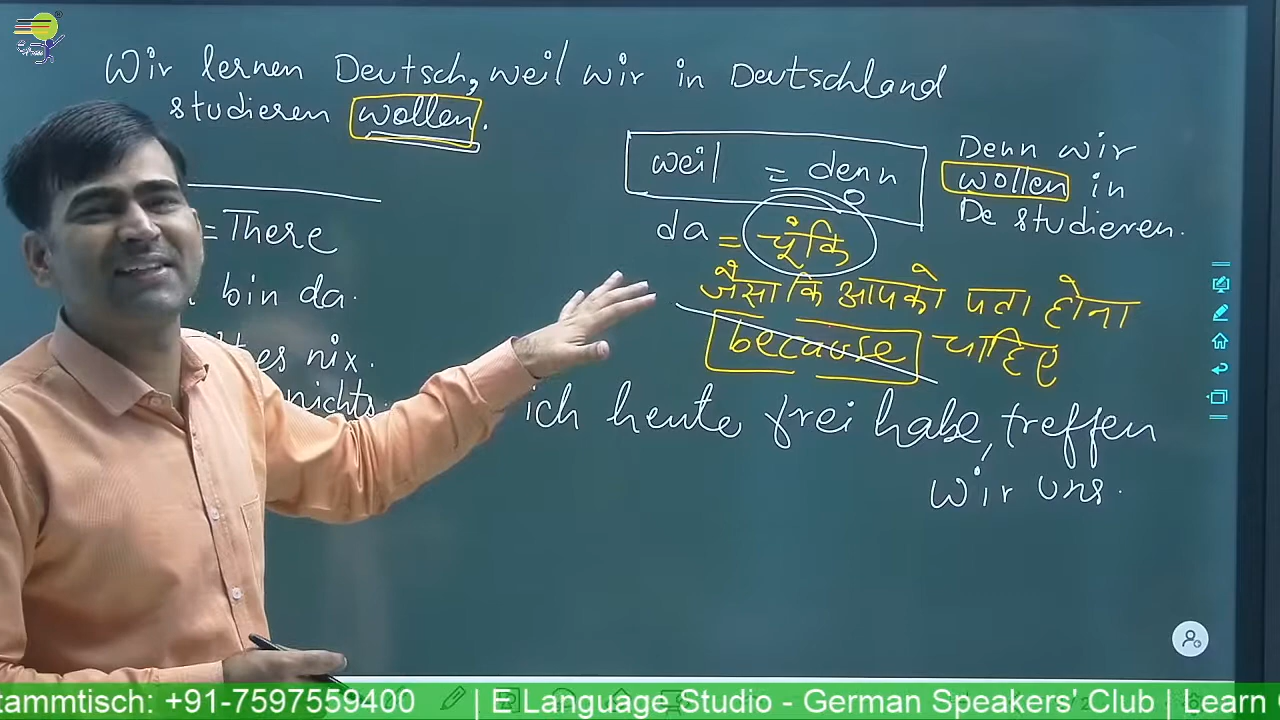 Wir lernen Deutsch, weil wir in Deutschland
studieren wollen.
weil = denn
Denn wir
wollen in
De studieren.
da = चूंकि
जैसा कि आपको पता होना
because चाहिए
= There
bin da.
es nix.
nichts.
ich heute frei habe, treffen
wir uns.
tammtisch: +91-7597559400 | E Language Studio - German Speakers' Club | Learn